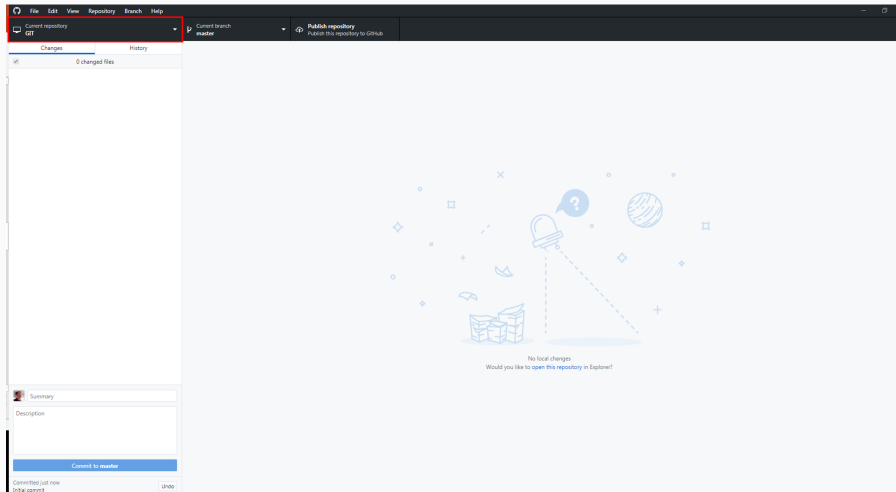 File Edit View Repository Branch Help
Current repository
GIT
Current branch
master
Publish repository
Publish this repository to GitHub
Changes History
0 changed files
?
No local changes
Would you like to open this repository in Explorer?
Summary
Description
Commit to master
Committed just now
Initial commit
Undo